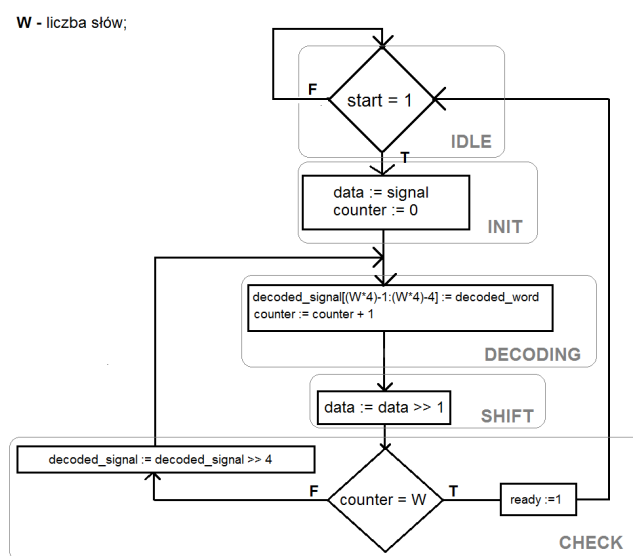 W - liczba słów;
F
start = 1
IDLE
T
data := signal
counter := 0
INIT
decoded_signal[(W*4)-1:(W*4)-4] := decoded_word
counter := counter + 1
DECODING
data := data >> 1
SHIFT
decoded_signal := decoded_signal >> 4
F
counter = W
T
ready :=1
CHECK